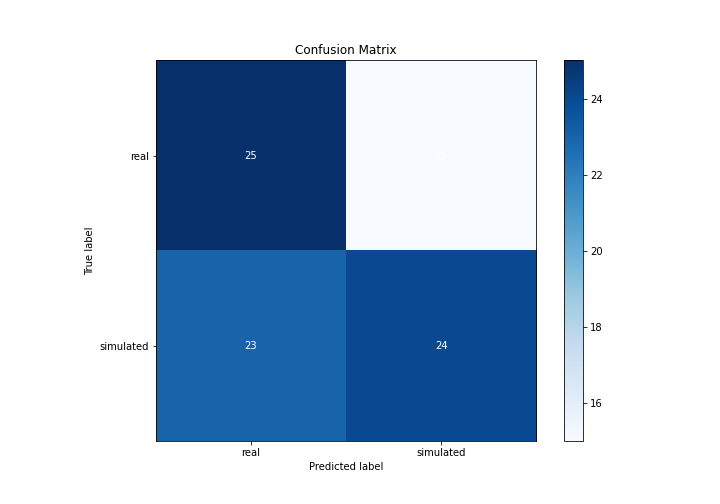 Confusion Matrix
24
real
25
22
20
True label
18
simulated
23
24
16
real
simulated
Predicted label